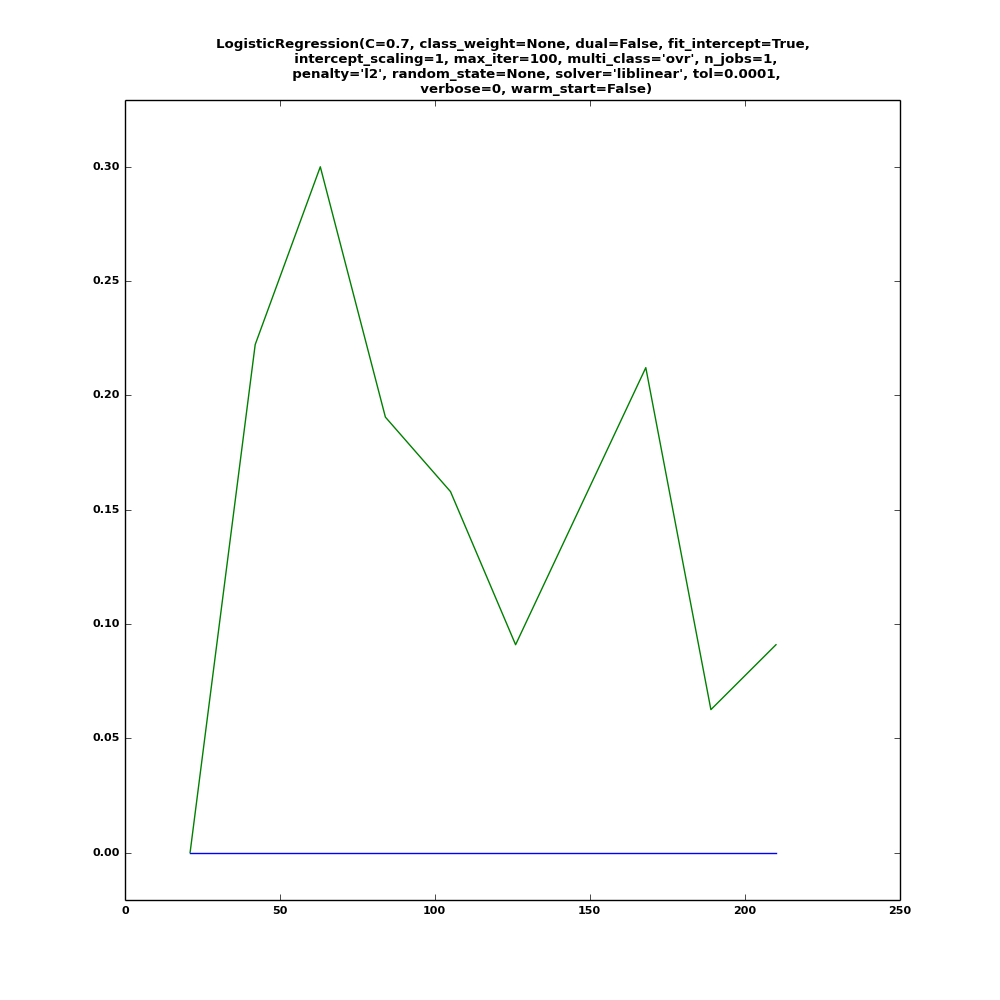 LogisticRegression(C=0.7, class_weight=None, dual=False, fit_intercept=True,
intercept_scaling=1, max_iter=100, multi_class='ovr', n_jobs=1,
penalty='l2', random_state=None, solver='liblinear', tol=0.0001,
verbose=0, warm_start=False)
0.30
0.25
0.20
0.15
0.10
0.05
0.00
0 50 100 150 200 250